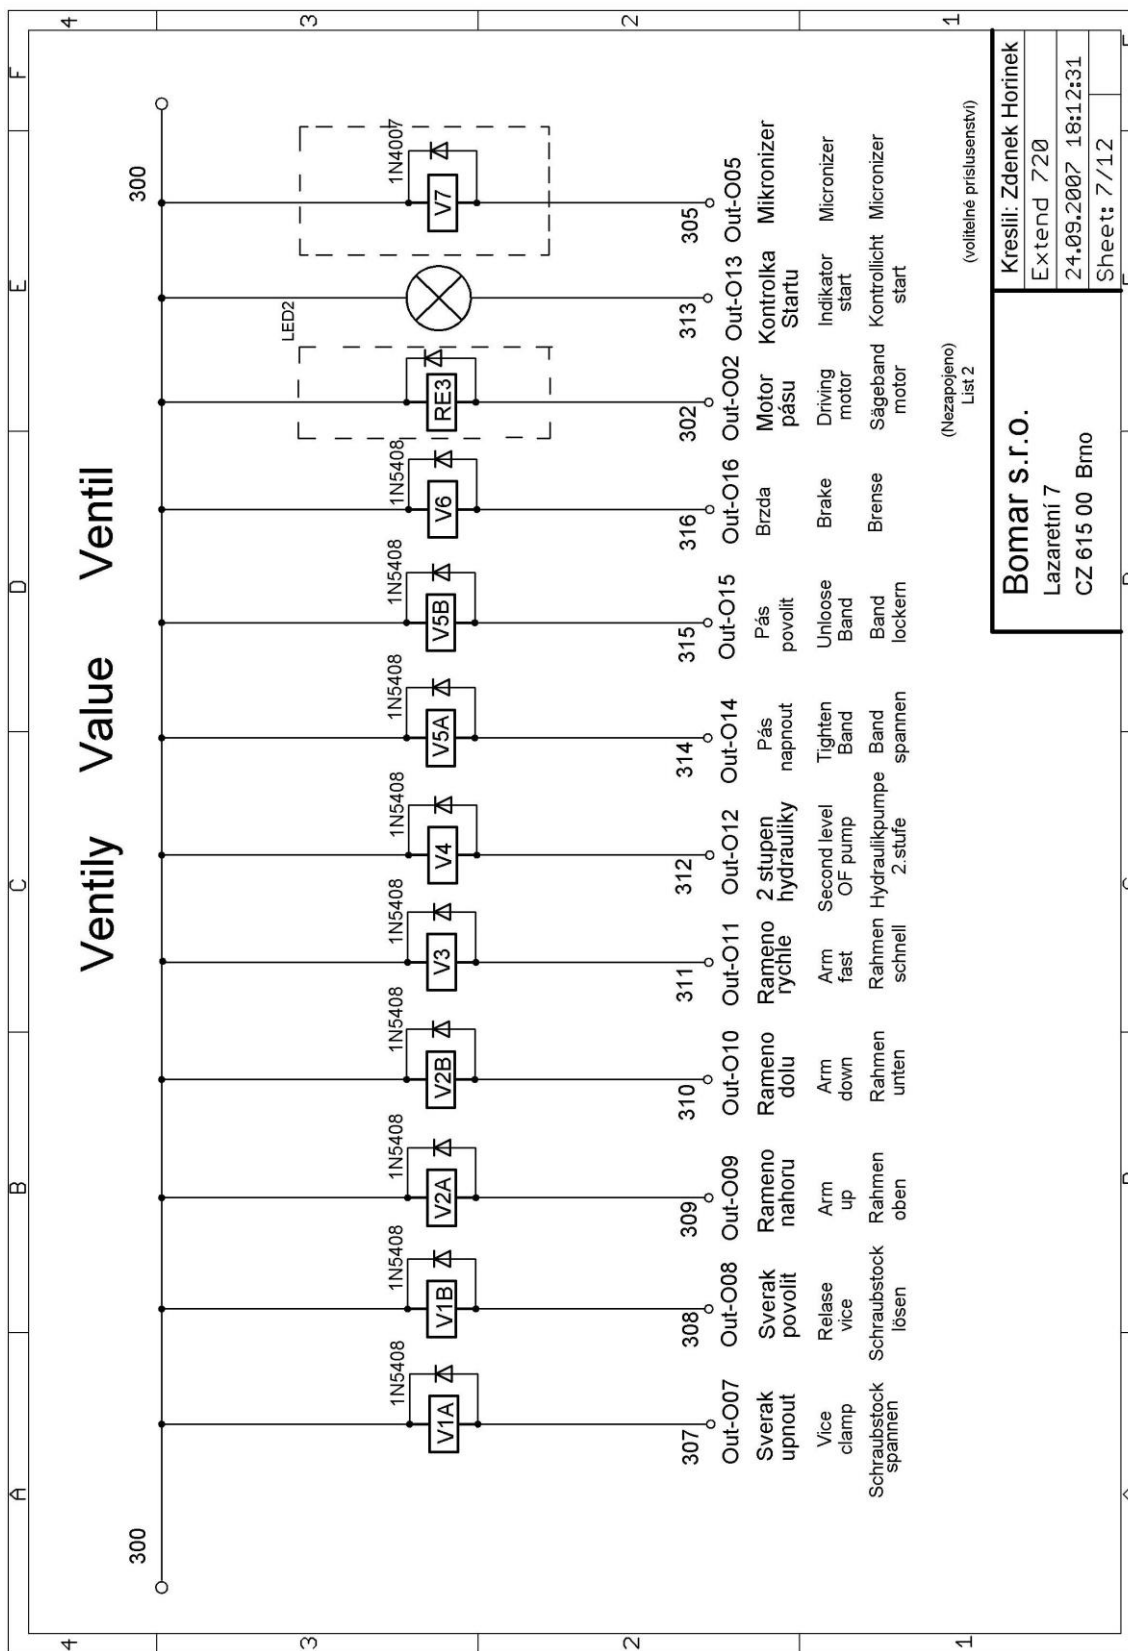 Ventily Value Ventil
300
300
1N5408
1N5408
1N5408
1N5408
1N5408
1N5408
1N5408
1N5408
1N5408
LED2
1N4007
V1A
V1B
V2A
V2B
V3
V4
V5A
V5B
V6
RE3
V7
307
308
309
310
311
312
314
315
316
302
313
305
Out-O07
Out-O08
Out-O09
Out-O10
Out-O11
Out-O12
Out-O14
Out-O15
Out-O16
Out-O02
Out-O13
Out-O05
Sverak
upnout
Sverak
povolit
Rameno
nahoru
Rameno
dolu
Rameno
rychle
2 stupen
hydrauliky
Pás
napnout
Pás
povolit
Brzda
Motor
pásu
Kontrolka
Startu
Mikronizer
Vice
clamp
Relase
vice
Arm
up
Arm
down
Arm
fast
Second level
OF pump
Tighten
Band
Unloose
Band
Brake
Driving
motor
Indikator
start
Micronizer
Schraubstock
spannen
Schraubstock
lösen
Rahmen
oben
Rahmen
unten
Rahmen
schnell
Hydraulikpumpe
2.stufe
Band
spannen
Band
lockern
Brense
Sägeband
motor
Kontrollicht
start
Micronizer
(Nezapojeno)
List 2
(volitelné príslusenství)
Bomar s.r.o.
Lazaretní 7
CZ 615 00 Brno
Kreslil: Zdenek Horinek
Extend 720
24.09.2007 18:12:31
Sheet: 7/12
A
B
C
D
E
F
4
3
2
1
4
3
2
1